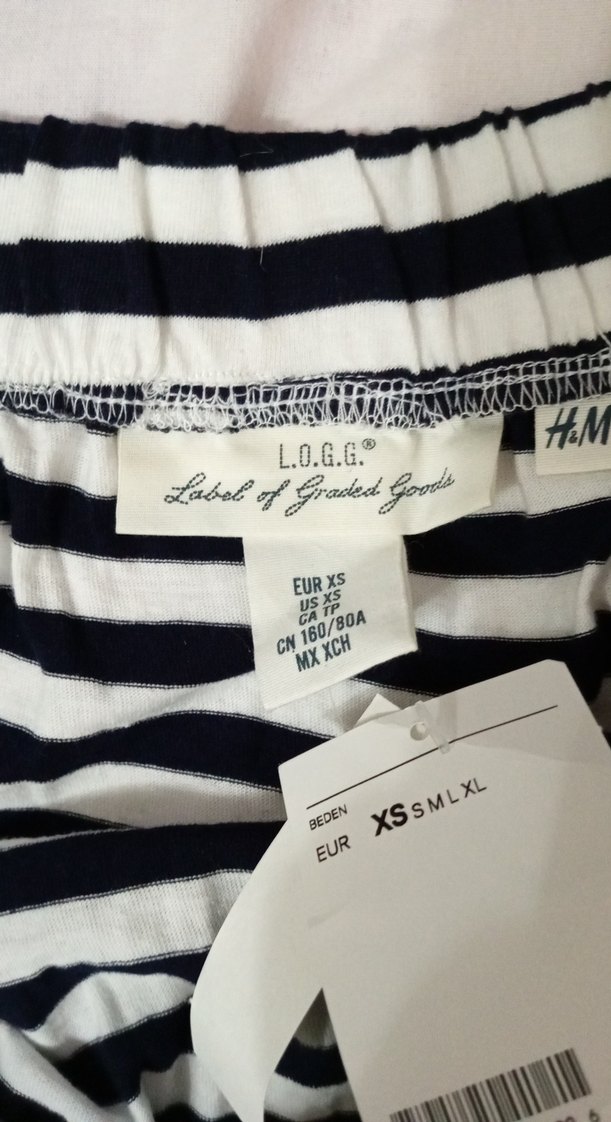 L.O.G.G.®
Label of Graded Goods
H&M
EUR XS
US XS
CA TP
CN 160/80A
MX XCH
BEDEN
EUR XS S M L XL